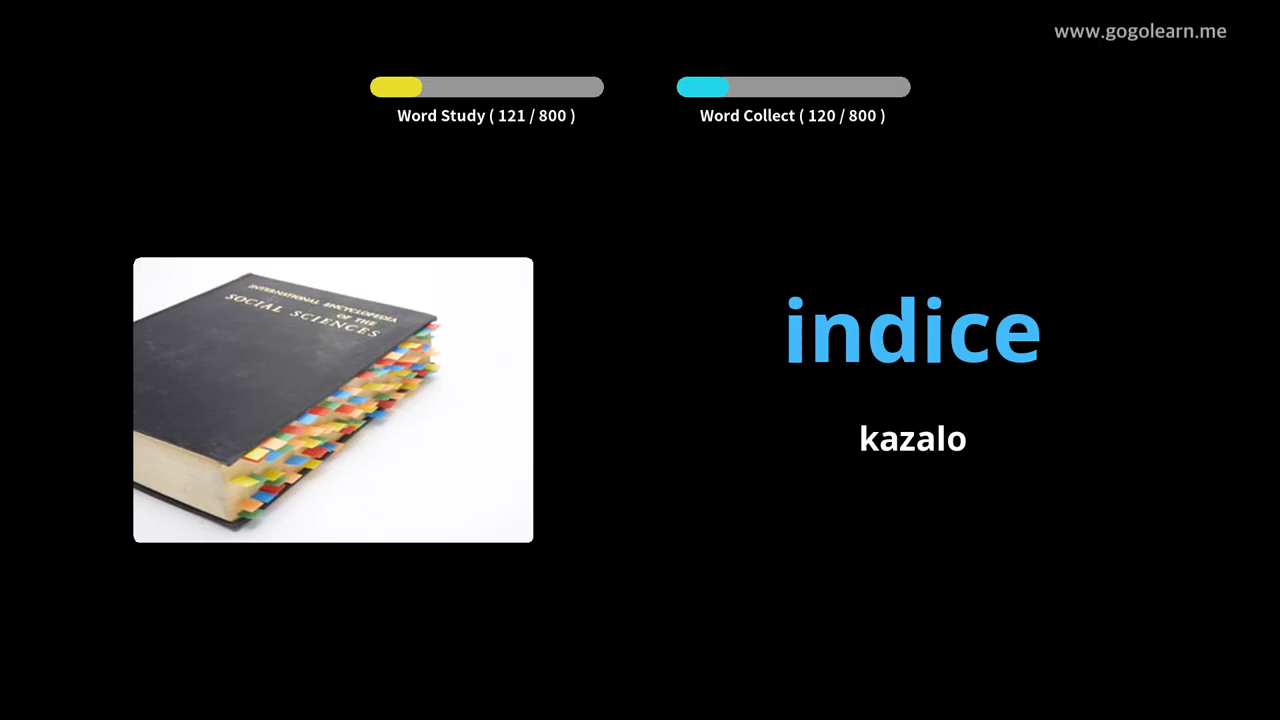 www.gogolearn.me
Word Study ( 121 / 800 )
Word Collect ( 120 / 800 )
INTERNATIONAL ENCYCLOPEDIA
OF THE
SOCIAL SCIENCES
indice
kazalo